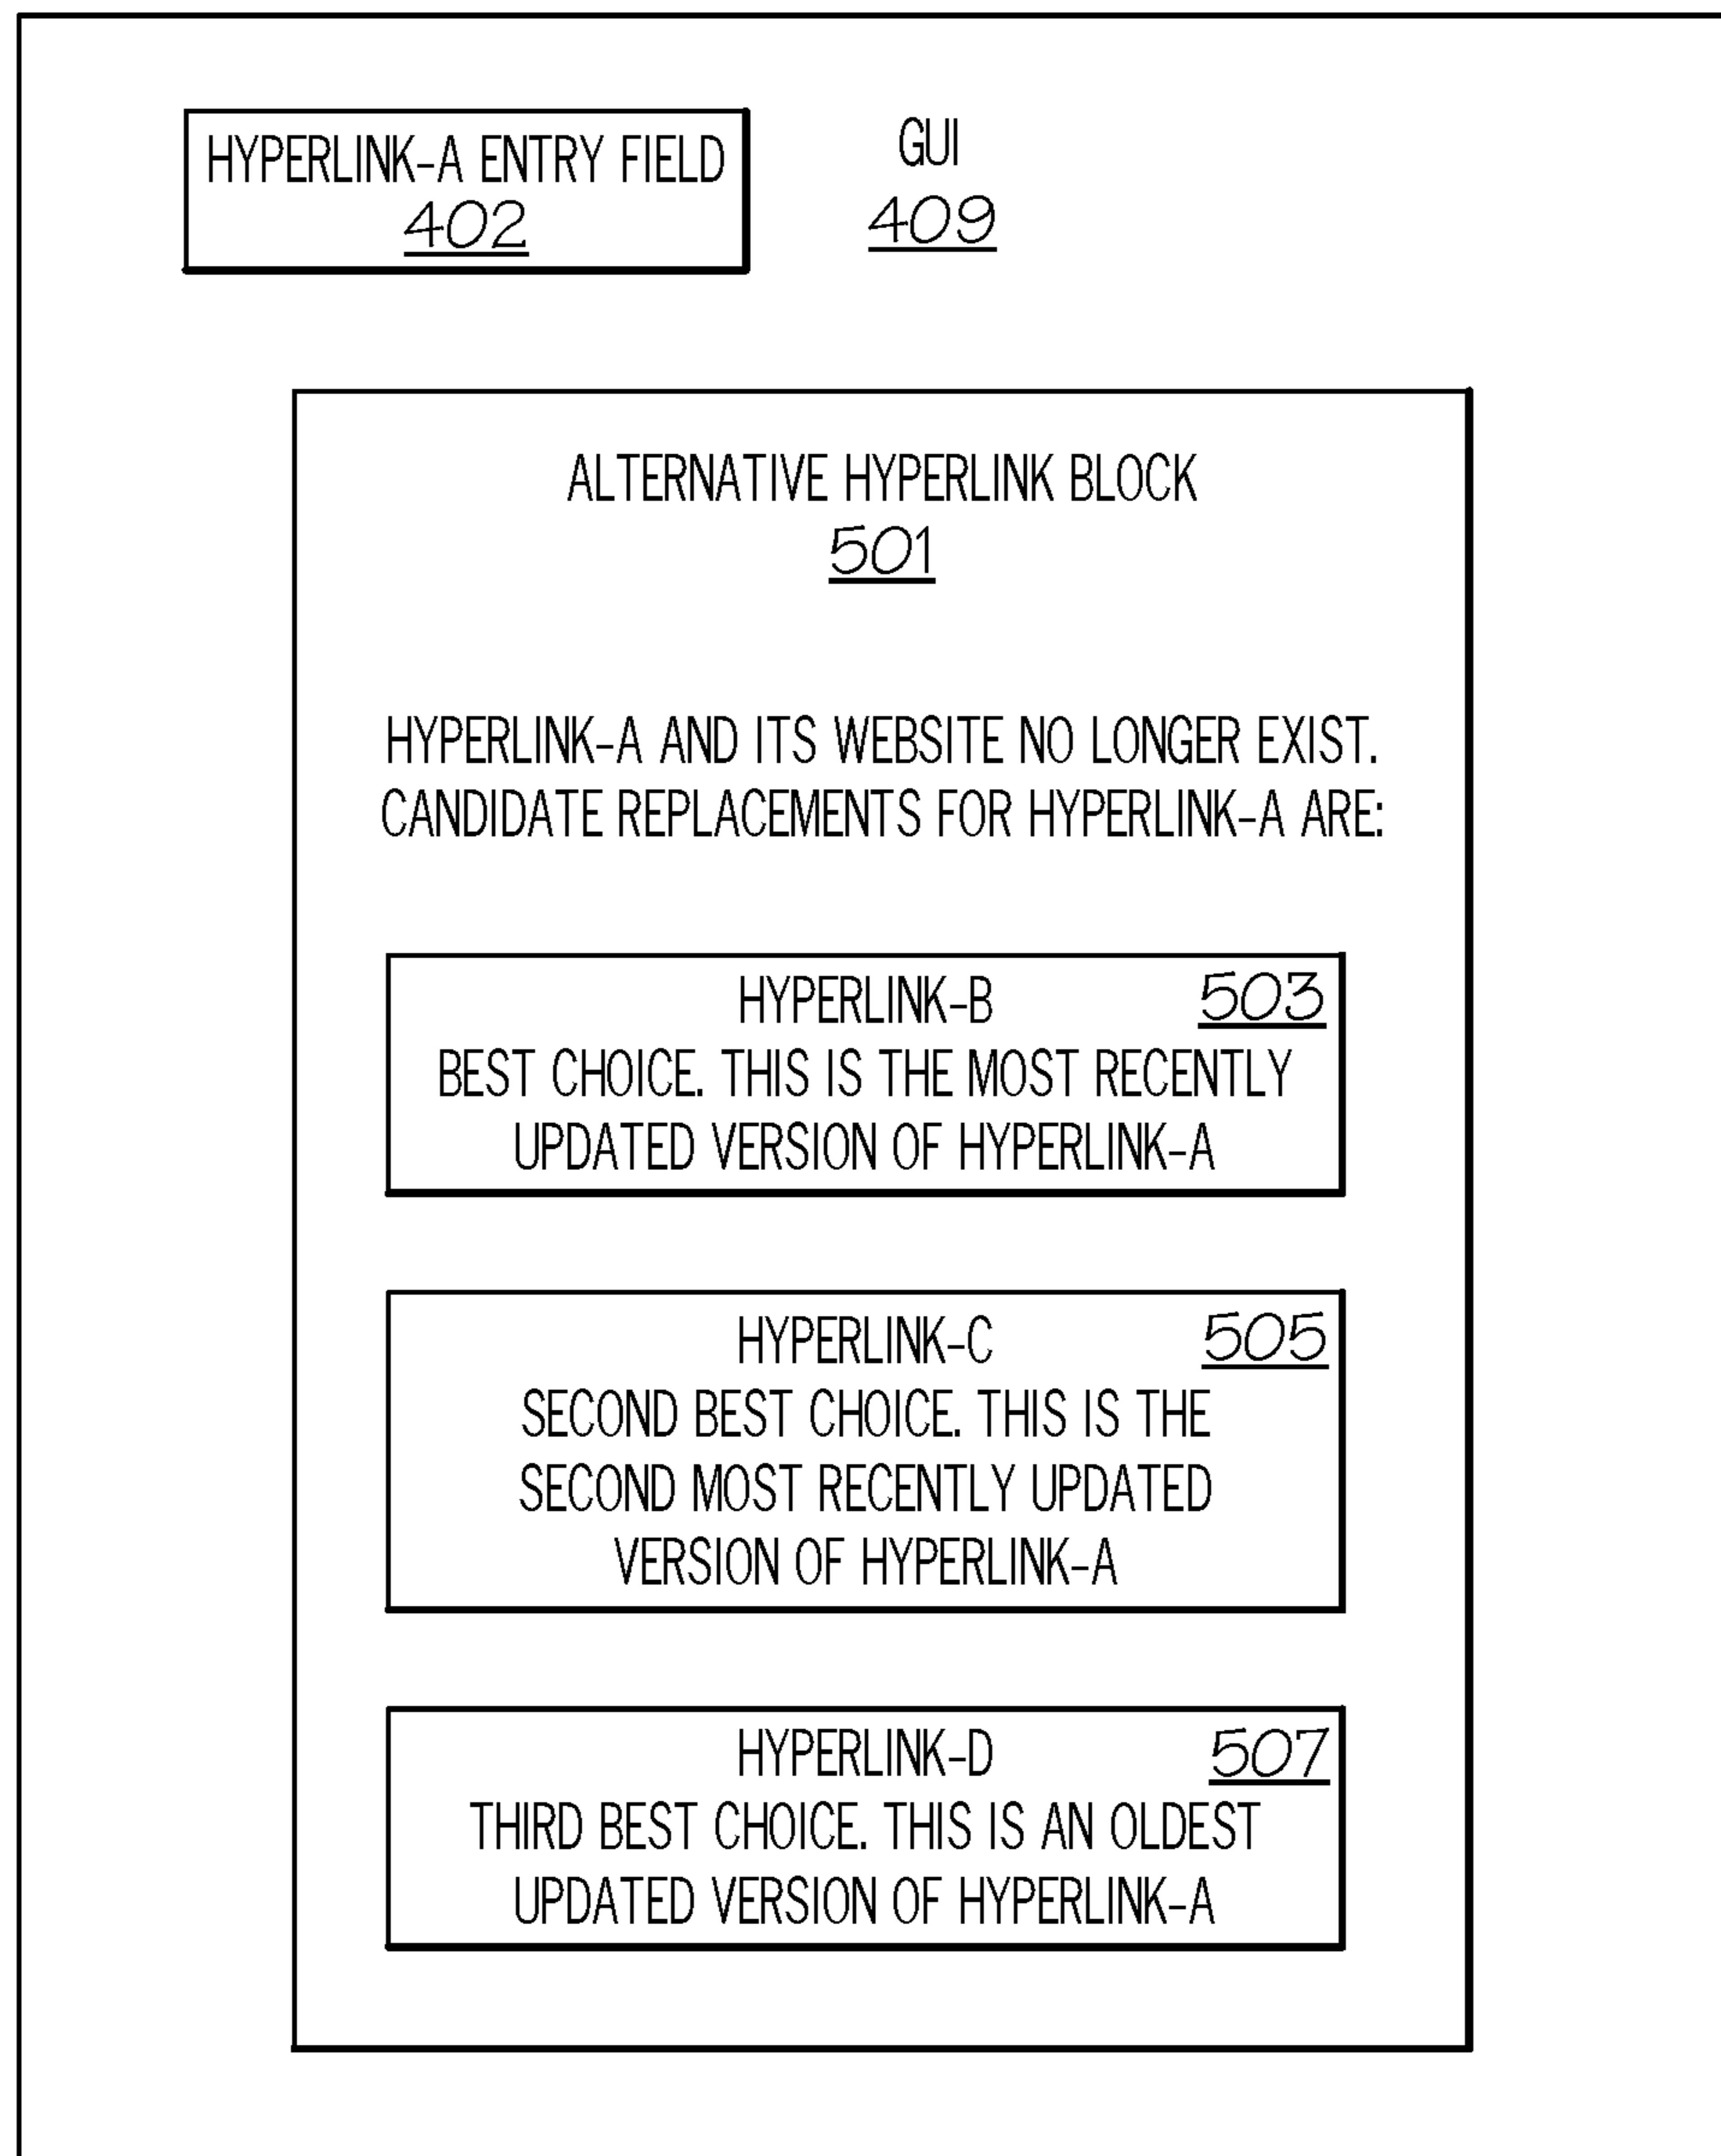 HYPERLINK-A ENTRY FIELD
402
GUI
409
ALTERNATIVE HYPERLINK BLOCK
501
HYPERLINK-A AND ITS WEBSITE NO LONGER EXIST.
CANDIDATE REPLACEMENTS FOR HYPERLINK-A ARE:
HYPERLINK-B 503
BEST CHOICE. THIS IS THE MOST RECENTLY
UPDATED VERSION OF HYPERLINK-A
HYPERLINK-C 505
SECOND BEST CHOICE. THIS IS THE
SECOND MOST RECENTLY UPDATED
VERSION OF HYPERLINK-A
HYPERLINK-D 507
THIRD BEST CHOICE. THIS IS AN OLDEST
UPDATED VERSION OF HYPERLINK-A